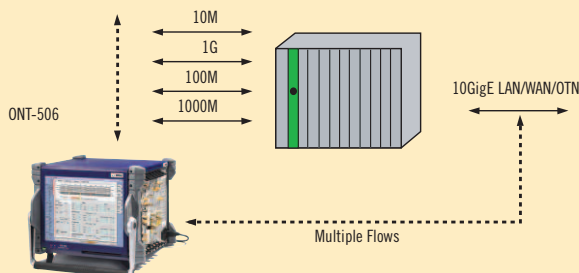 10M
1G
100M
1000M
10GigE LAN/WAN/OTN
ONT-506
Multiple Flows